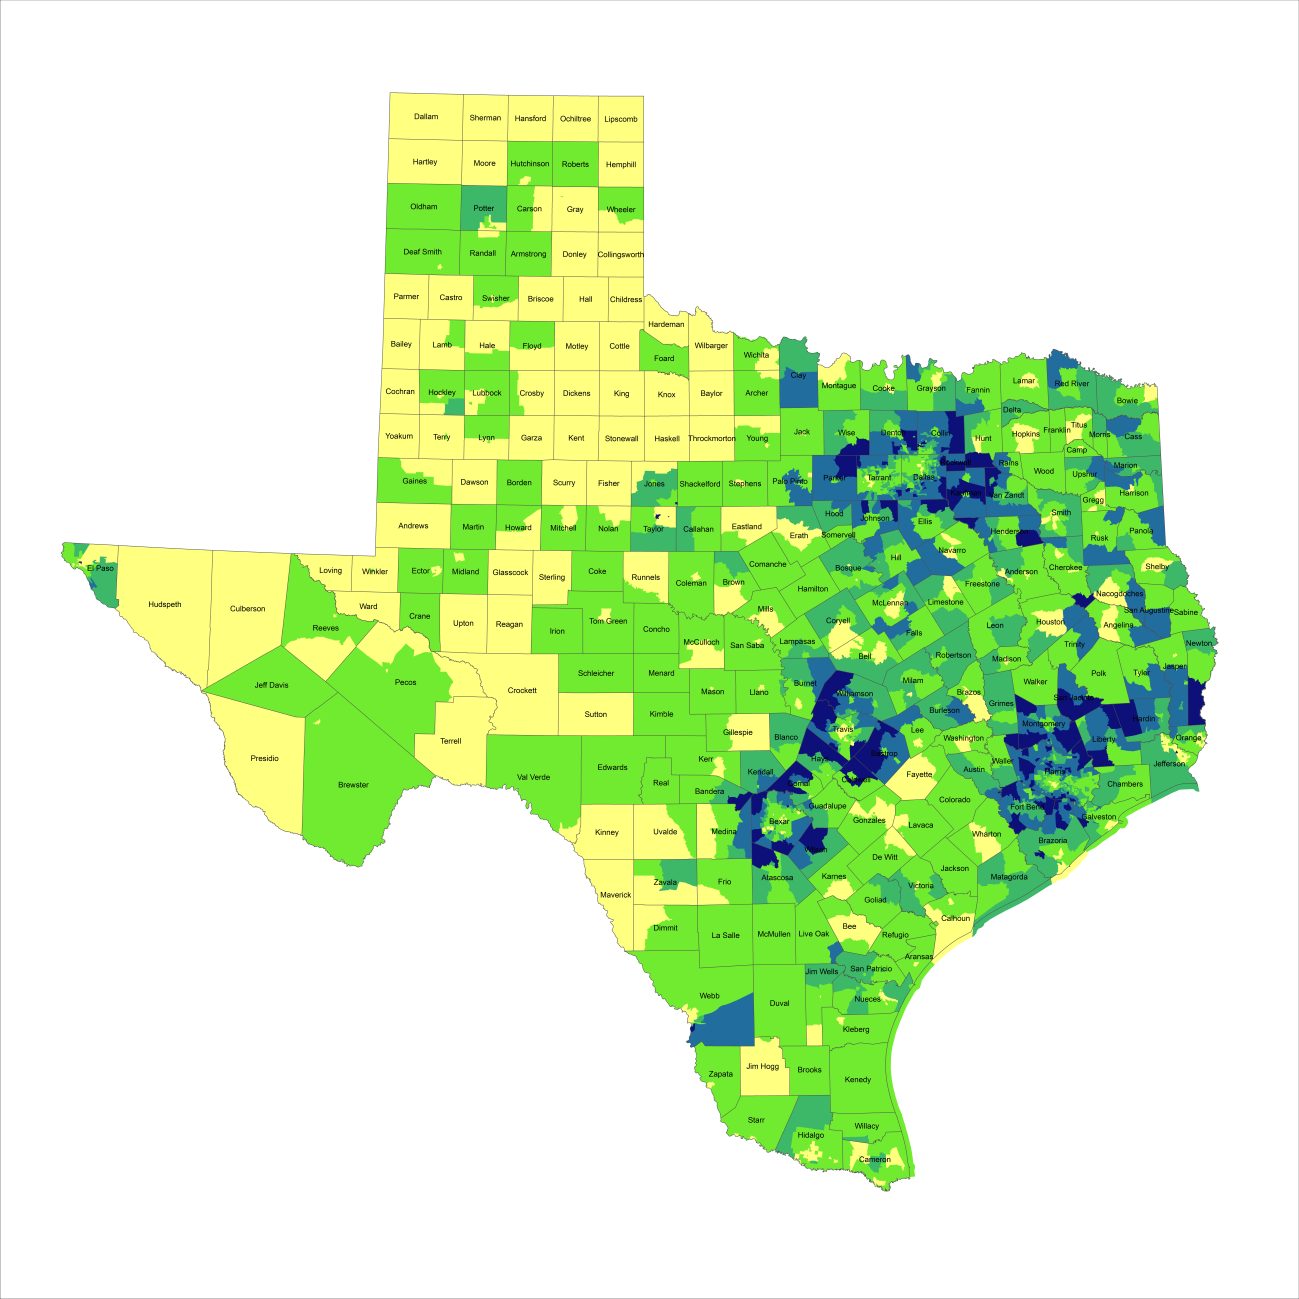 Dallam Sherman Hansford Ochiltree Lipscomb
Hartley Moore Hutchinson Roberts Hemphill
Oldham Potter Carson Gray Wheeler
Deaf Smith Randall Armstrong Donley Collingsworth
Parmer Castro Swisher Briscoe Hall Childress
Hardeman
Bailey Lamb Hale Floyd Motley Cottle Foard Wilbarger Wichita
Clay Montague Cooke Grayson Fannin Lamar Red River Bowie
Cochran Hockley Lubbock Crosby Dickens King Knox Baylor Archer
Delta
Yoakum Terry Lynn Garza Kent Stonewall Haskell Throckmorton Young Jack Wise Denton Collin Hunt Hopkins Franklin Titus Morris Cass
Camp
Gaines Dawson Borden Scurry Fisher Jones Shackelford Stephens Palo Pinto Parker Tarrant Dallas Rockwall Rains Wood Upshur Marion
Kaufman Van Zandt Gregg Harrison
Andrews Martin Howard Mitchell Nolan Taylor Callahan Eastland Erath Hood Somervell Johnson Ellis Henderson Smith Rusk Panola
El Paso Hudspeth Culberson Loving Winkler Ector Midland Glasscock Sterling Coke Runnels Coleman Brown Comanche Bosque Hill Navarro Anderson Cherokee Shelby
Hamilton Freestone Nacogdoches
Reeves Ward Crane Upton Reagan Irion Tom Green Concho McCulloch San Saba Mills Lampasas Coryell McLennan Limestone Falls Leon Houston Angelina San Augustine Sabine
Trinity Newton
Jeff Davis Pecos Crockett Schleicher Menard Mason Llano Burnet Bell Milam Robertson Madison Walker Polk Tyler Jasper
Williamson Burleson Brazos Grimes San Jacinto
Presidio Brewster Terrell Sutton Kimble Gillespie Blanco Travis Lee Washington Montgomery Liberty Hardin Orange
Val Verde Edwards Kerr Real Kendall Hays Bastrop Fayette Austin Waller Harris Chambers Jefferson
Bandera Comal Caldwell
Kinney Uvalde Medina Bexar Guadalupe Gonzales Lavaca Colorado Wharton Fort Bend Brazoria Galveston
Wilson De Witt
Maverick Zavala Frio Atascosa Karnes Goliad Victoria Jackson Matagorda
Dimmit La Salle McMullen Live Oak Bee Refugio Calhoun
Aransas
Webb Duval Jim Wells San Patricio Nueces
Kleberg
Zapata Jim Hogg Brooks Kenedy
Starr Hidalgo Willacy
Cameron